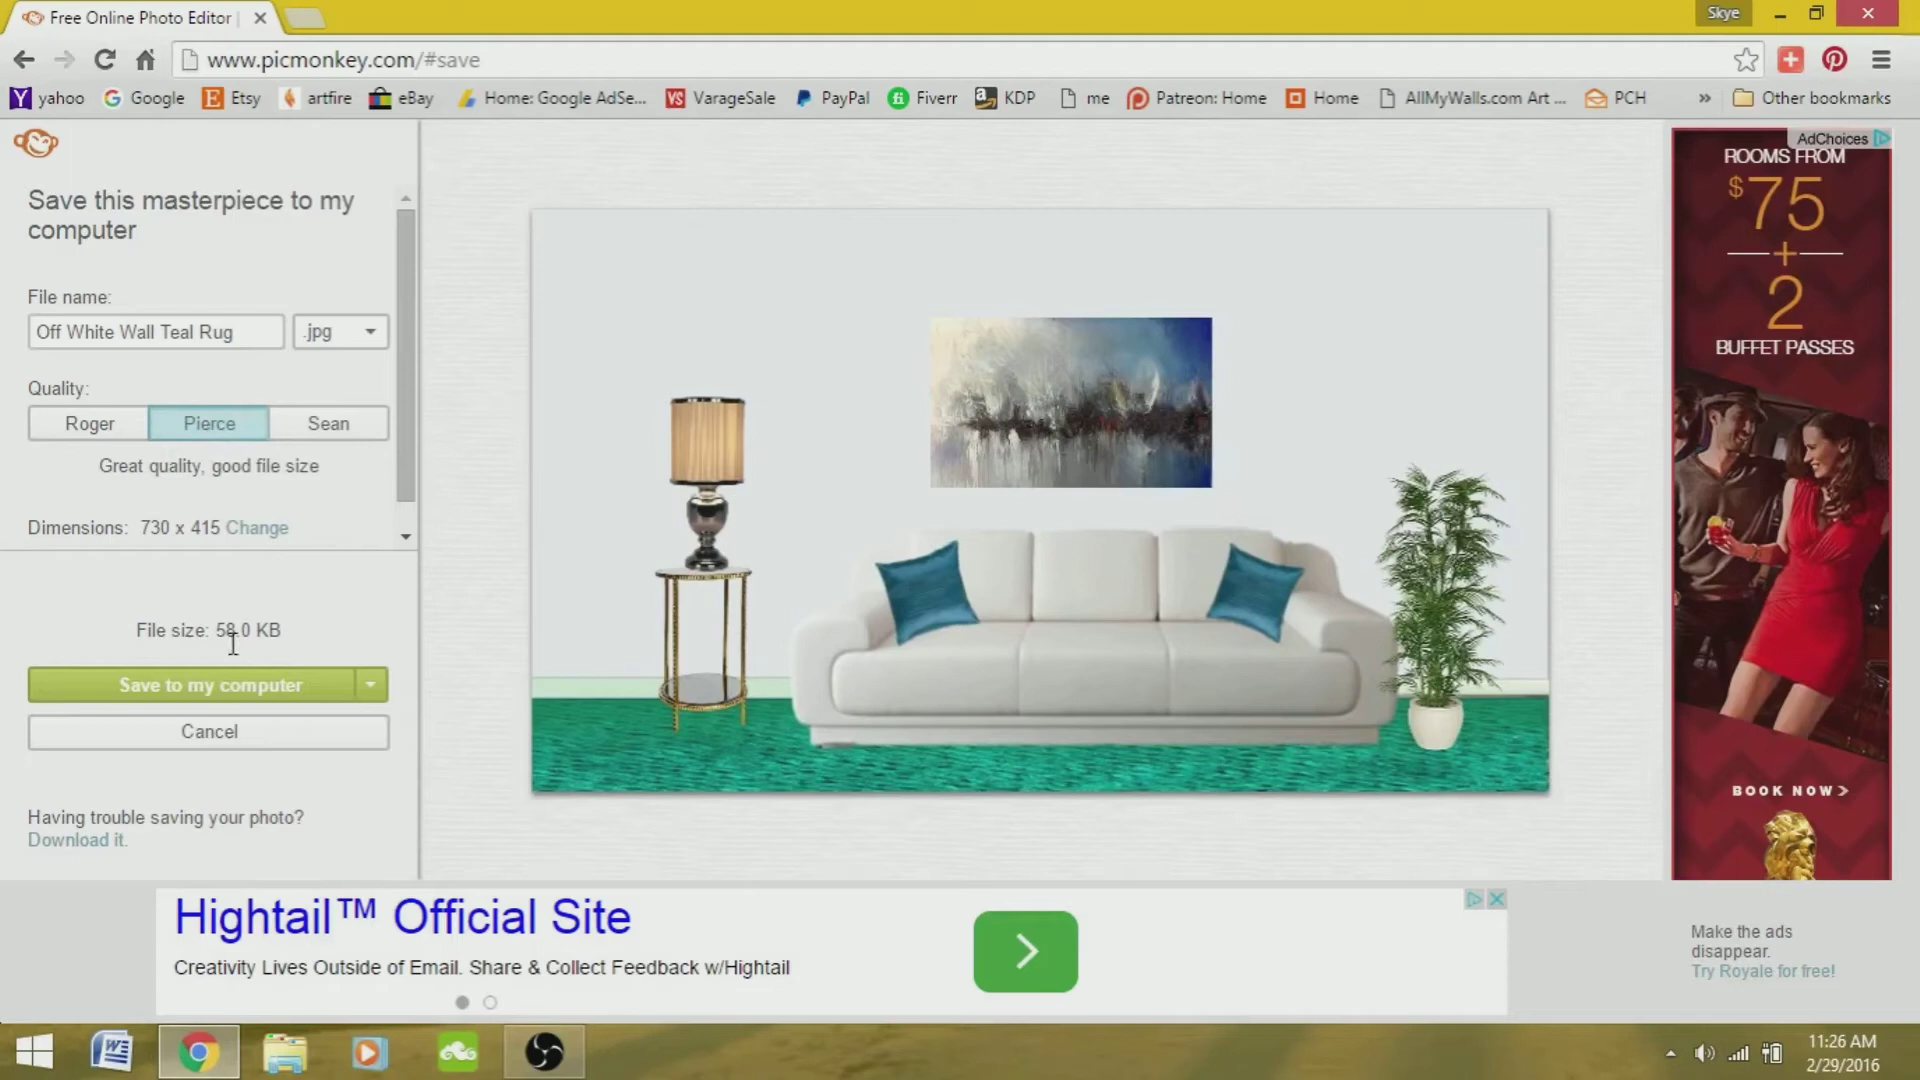 Free Online Photo Editor
Skye
www.picmonkey.com/#save
yahoo
Google
Etsy
artfire
eBay
Home: Google AdSe...
VarageSale
PayPal
Fiverr
KDP
me
Patreon: Home
Home
AllMyWalls.com Art ...
PCH
»
Other bookmarks
Save this masterpiece to my
computer
File name:
Off White Wall Teal Rug
.jpg
Quality:
Roger
Pierce
Sean
Great quality, good file size
Dimensions: 730 x 415 Change
File size: 58.0 KB
Save to my computer
Cancel
Having trouble saving your photo?
Download it.
AdChoices
ROOMS FROM
$75
+
2
BUFFET PASSES
BOOK NOW >
Hightail™ Official Site
Creativity Lives Outside of Email. Share & Collect Feedback w/Hightail
Make the ads
disappear.
Try Royale for free!
11:26 AM
2/29/2016